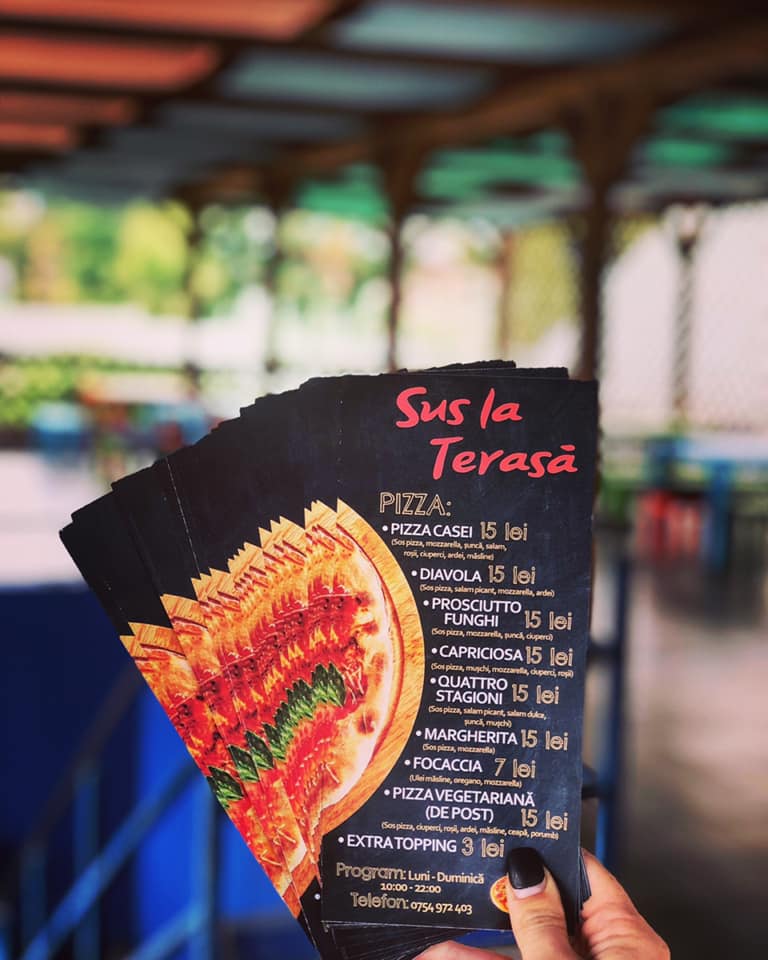 Sus la
Terasă
PIZZA:
• PIZZA CASEI 15 lei
(Sos pizza, mozzarella, șuncă, salam,
roșii, ciuperci, ardei, măsline)
• DIAVOLA 15 lei
(Sos pizza, salam picant, mozzarella, ardei)
• PROSCIUTTO
FUNGHI 15 lei
(Sos pizza, mozzarella, șuncă, ciuperci)
• CAPRICIOSA 15 lei
(Sos pizza, mușchi, mozzarella, ciuperci, roșii)
• QUATTRO
STAGIONI 15 lei
(Sos pizza, salam picant, salam dulce,
șuncă, mușchi)
• MARGHERITA 15 lei
(Sos pizza, mozzarella)
• FOCACCIA 7 lei
(Ulei măsline, oregano, mozzarella)
• PIZZA VEGETARIANĂ
(DE POST) 15 lei
(Sos pizza, ciuperci, roșii, ardei, măsline, ceapă, porumb)
• EXTRA TOPPING 3 lei
Program: Luni - Duminică
10:00 - 22:00
Telefon: 0754 972 403